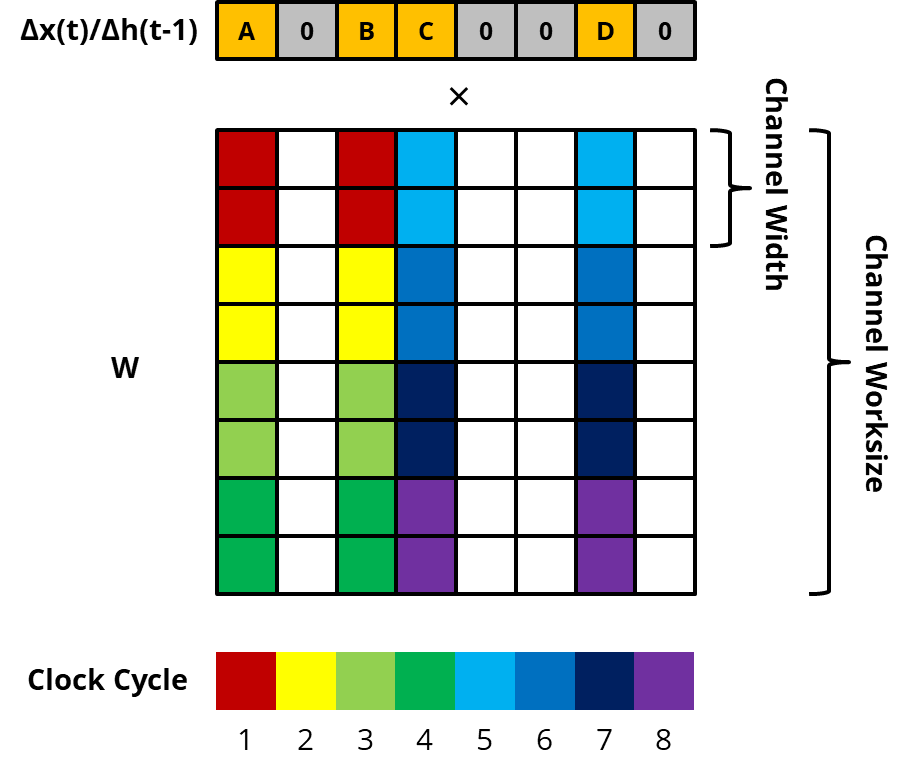 Δx(t)/Δh(t-1) A 0 B C 0 0 D 0
×
Channel Width
Channel Worksize
W
Clock Cycle
1 2 3 4 5 6 7 8